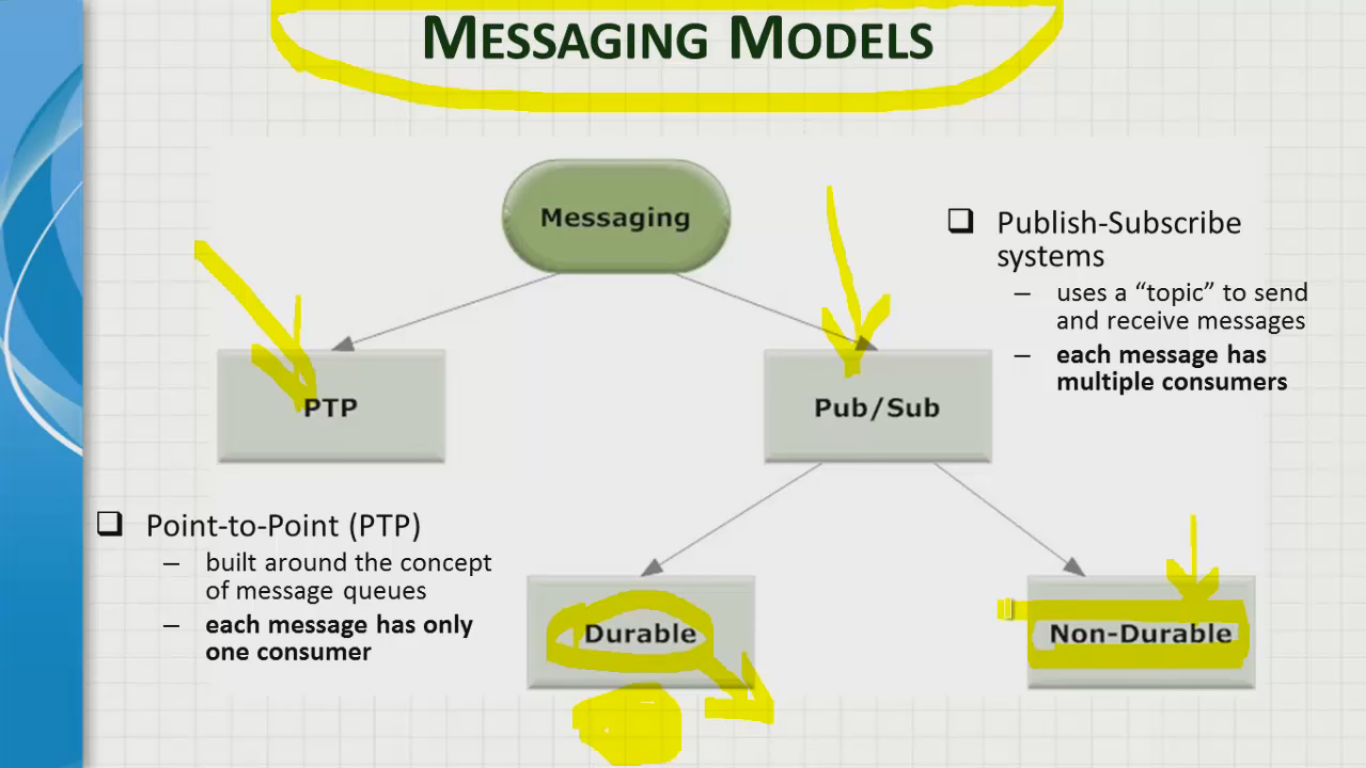 MESSAGING MODELS
Messaging
❑ Publish-Subscribe
systems
– uses a “topic” to send
and receive messages
– each message has
multiple consumers
PTP
Pub/Sub
❑ Point-to-Point (PTP)
– built around the concept
of message queues
– each message has only
one consumer
Durable
Non-Durable